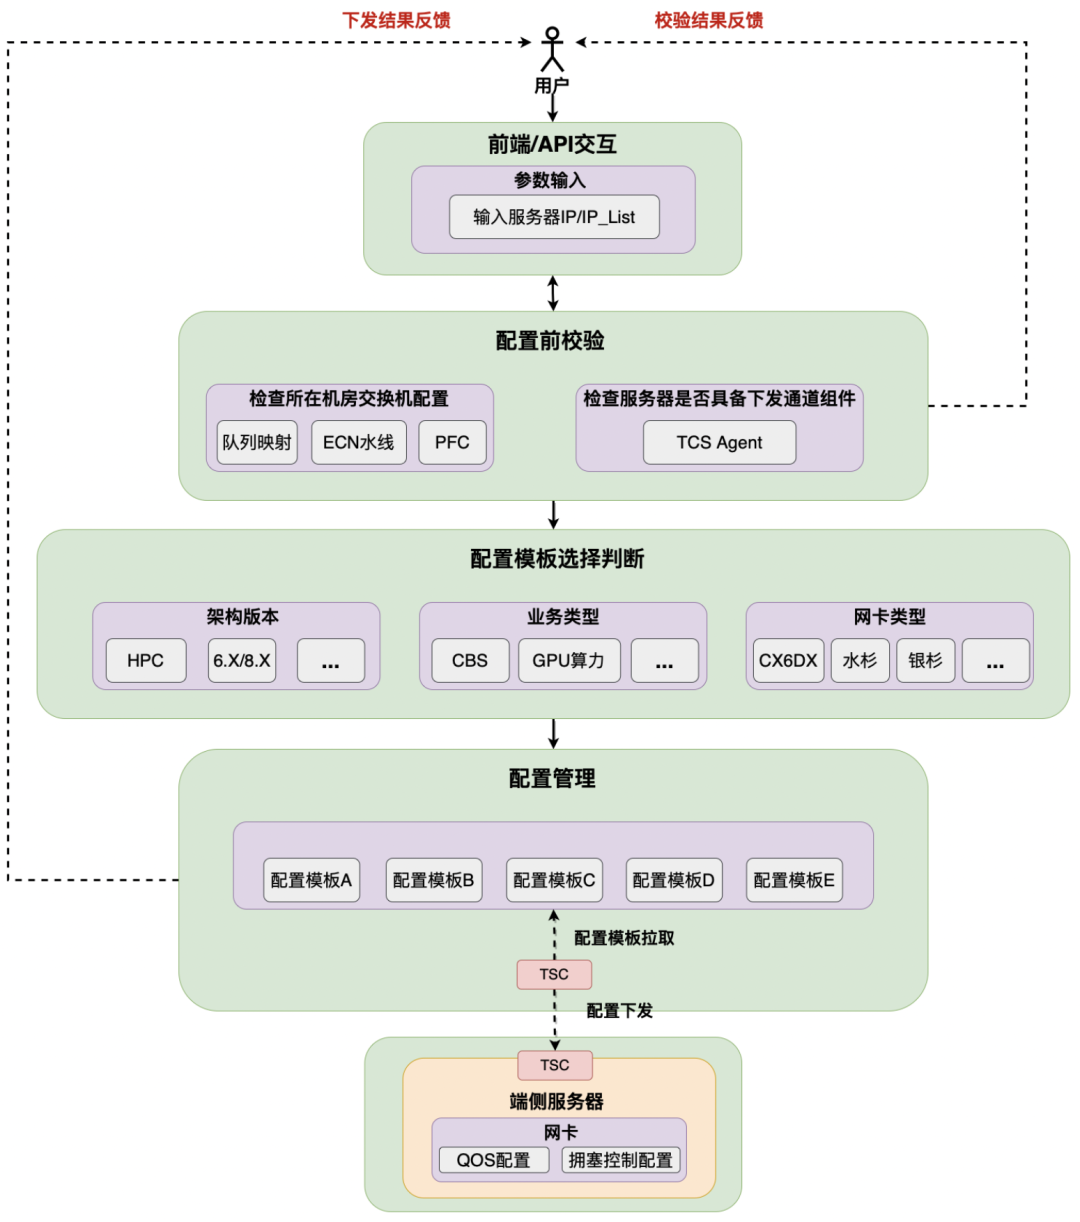 下发结果反馈
校验结果反馈
用户
前端/API交互
参数输入
输入服务器IP/IP_List
配置前校验
检查所在机房交换机配置
队列映射
ECN水线
PFC
检查服务器是否具备下发通道组件
TCS Agent
配置模板选择判断
架构版本
HPC
6.X/8.X
...
业务类型
CBS
GPU算力
...
网卡类型
CX6DX
水杉
银杉
...
配置管理
配置模板A
配置模板B
配置模板C
配置模板D
配置模板E
配置模板拉取
TSC
配置下发
TSC
端侧服务器
网卡
QOS配置
拥塞控制配置